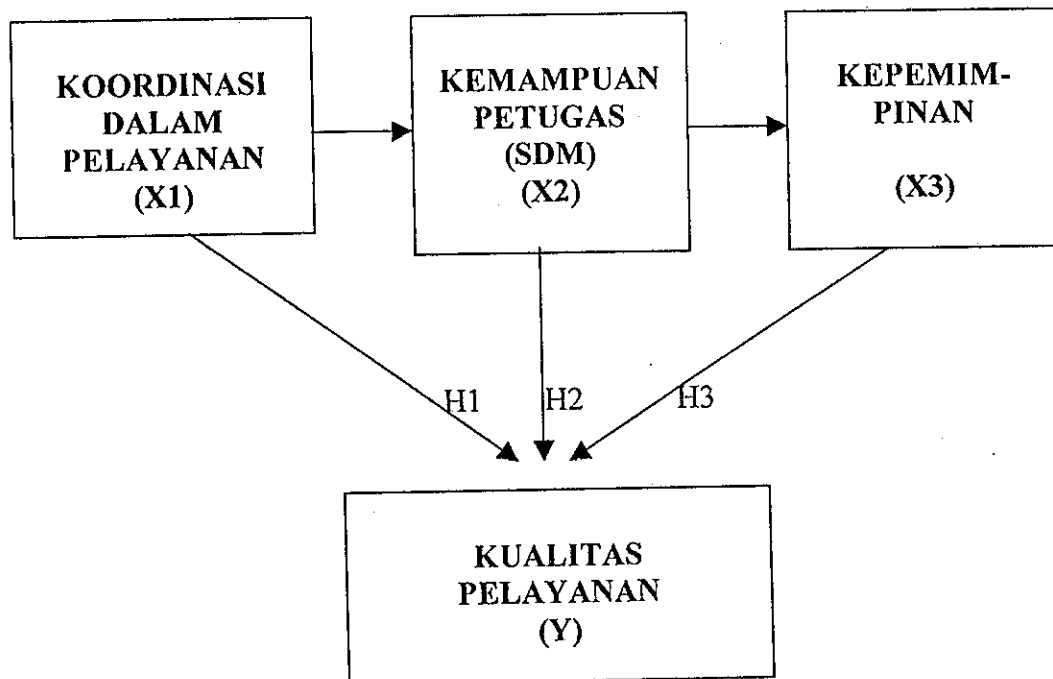 KOORDINASI
DALAM
PELAYANAN
(X1)
KEMAMPUAN
PETUGAS
(SDM)
(X2)
KEPEMIM-
PINAN
(X3)
H1
H2
H3
KUALITAS
PELAYANAN
(Y)